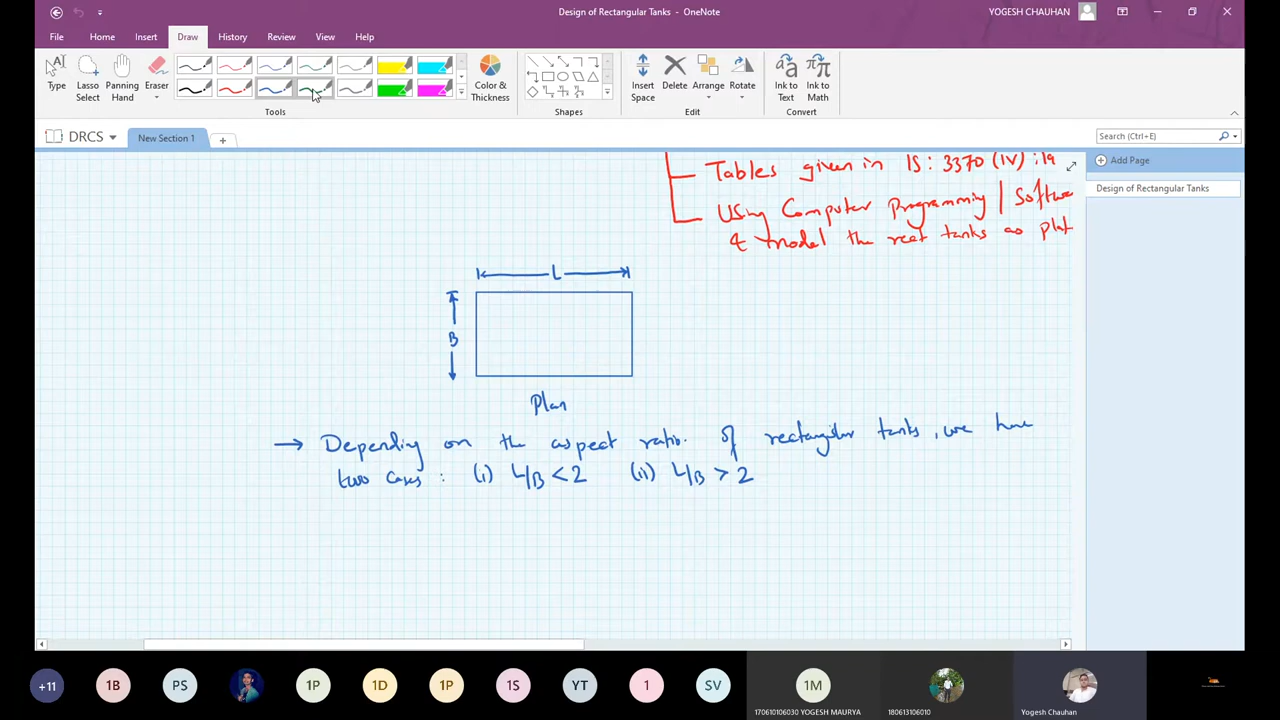 Design of Rectangular Tanks - OneNote
YOGESH CHAUHAN
File Home Insert Draw History Review View Help
Type
Lasso Select
Panning Hand
Eraser
Color & Thickness
Insert Space
Delete
Arrange
Rotate
Ink to Text
Ink to Math
Tools
Shapes
Edit
Convert
DRCS
New Section 1
Search (Ctrl+E)
Add Page
Design of Rectangular Tanks
Tables given in IS: 3370 (IV) : 19
Using Computer Programming / Softwa
& model the rect tanks as plat
L
B
Plan
→ Depending on the aspect ratio. of rectangular tanks, we have
two cases : (i) L/B < 2 (ii) L/B > 2
+11 1B PS 1P 1D 1P 1S YT 1 SV 1M
170610106030 YOGESH MAURYA
180613106010
Yogesh Chauhan